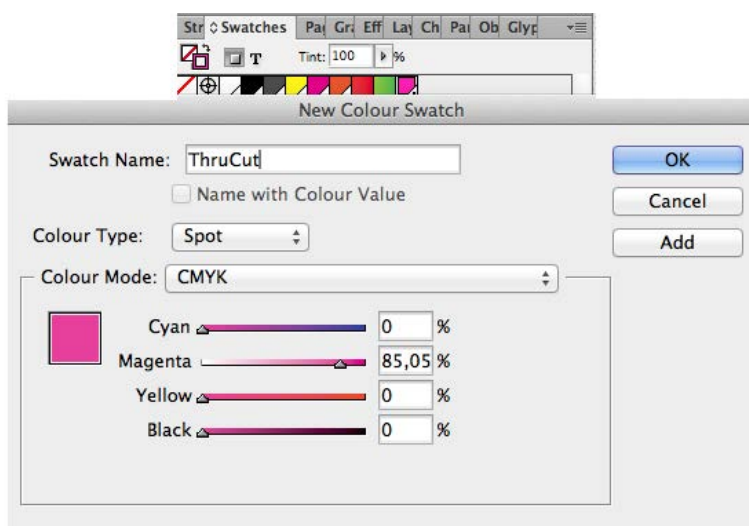 Str Swatches Pa Gra Eff Lay Ch Pai Ob Glyp
T Tint: 100 %
New Colour Swatch
Swatch Name: ThruCut OK
Name with Colour Value Cancel
Colour Type: Spot Add
Colour Mode: CMYK
Cyan 0 %
Magenta 85,05 %
Yellow 0 %
Black 0 %